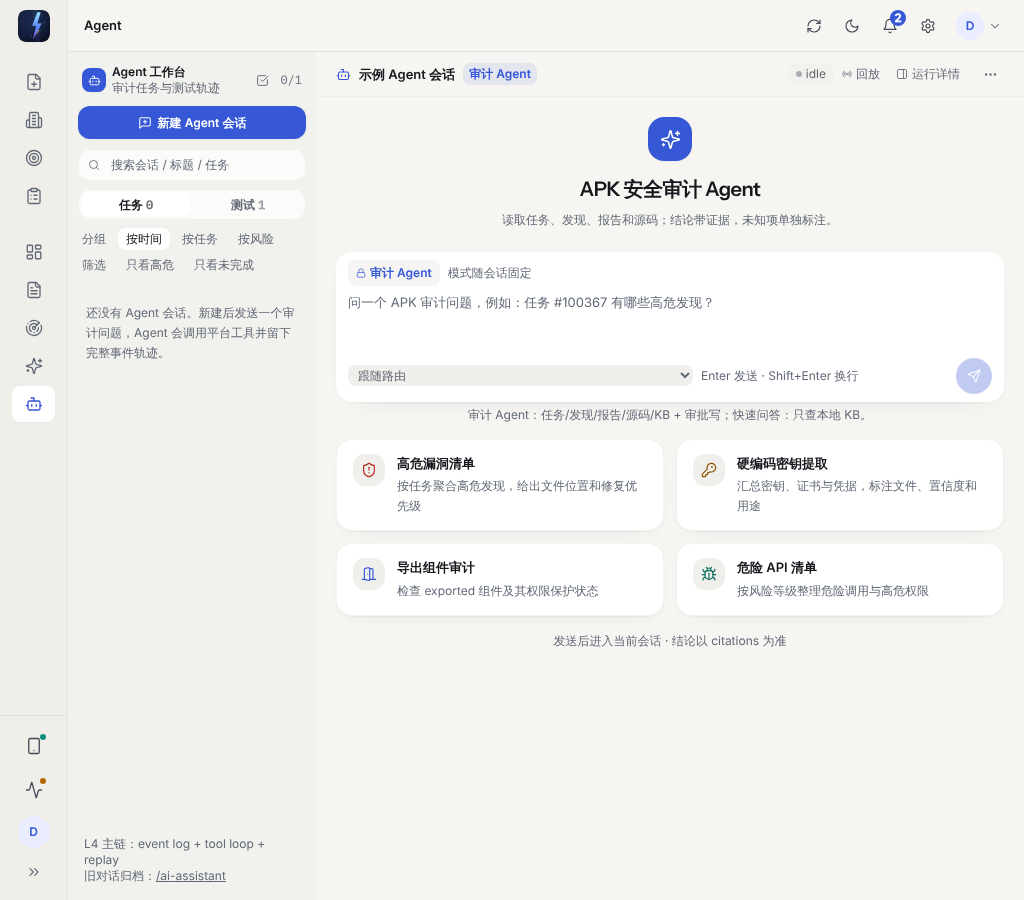 Agent
2
D
Agent 工作台
审计任务与测试轨迹
0/1
新建 Agent 会话
搜索会话 / 标题 / 任务
任务 0
测试 1
分组
按时间
按任务
按风险
筛选
只看高危
只看未完成
还没有 Agent 会话。新建后发送一个审
计问题，Agent 会调用平台工具并留下
完整事件轨迹。
D
L4 主链：event log + tool loop +
replay
旧对话归档：/ai-assistant
示例 Agent 会话
审计 Agent
idle
回放
运行详情
APK 安全审计 Agent
读取任务、发现、报告和源码；结论带证据，未知项单独标注。
审计 Agent
模式随会话固定
问一个 APK 审计问题，例如：任务 #100367 有哪些高危发现？
跟随路由
Enter 发送 · Shift+Enter 换行
审计 Agent：任务/发现/报告/源码/KB + 审批写；快速问答：只查本地 KB。
高危漏洞清单
按任务聚合高危发现，给出文件位置和修复优
先级
硬编码密钥提取
汇总密钥、证书与凭据，标注文件、置信度和
用途
导出组件审计
检查 exported 组件及其权限保护状态
危险 API 清单
按风险等级整理危险调用与高危权限
发送后进入当前会话 · 结论以 citations 为准